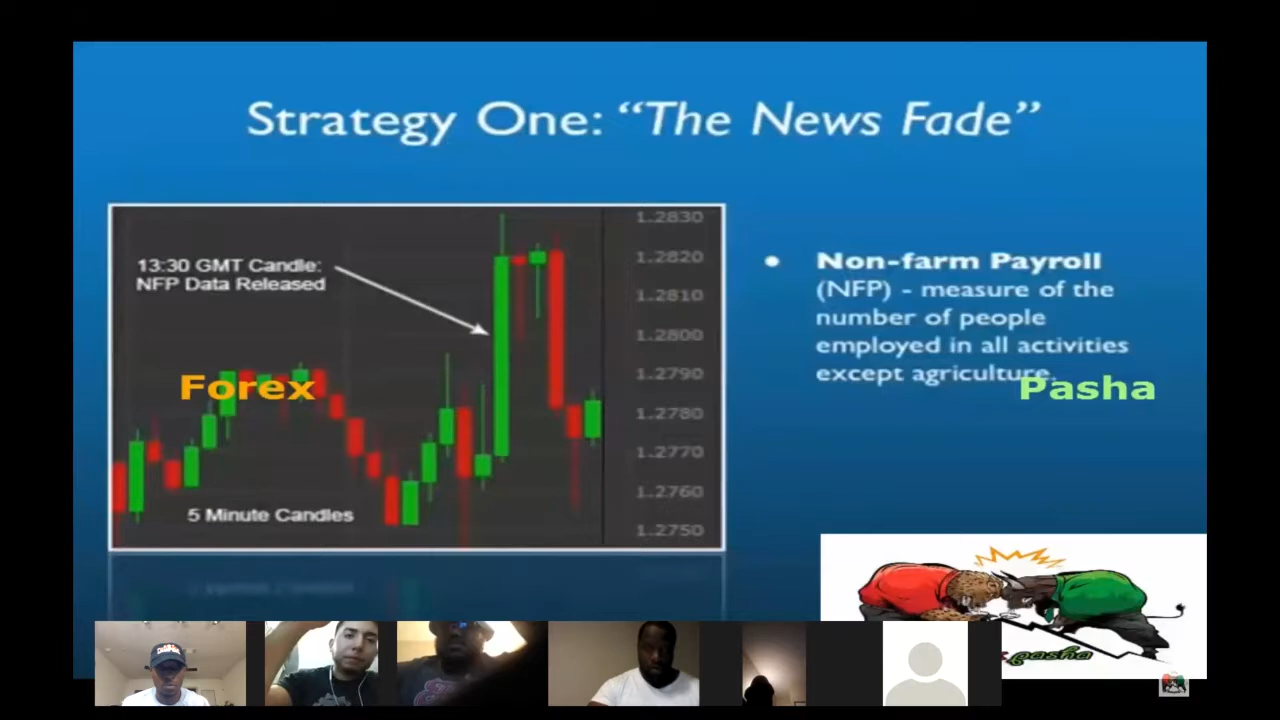 Strategy One: “The News Fade”
13:30 GMT Candle:
NFP Data Released
1.2830
1.2820
1.2810
1.2800
1.2790
1.2780
1.2770
1.2760
1.2750
5 Minute Candles
Forex
• Non-farm Payroll
(NFP) - measure of the
number of people
employed in all activities
except agriculture.
Pasha
pasha